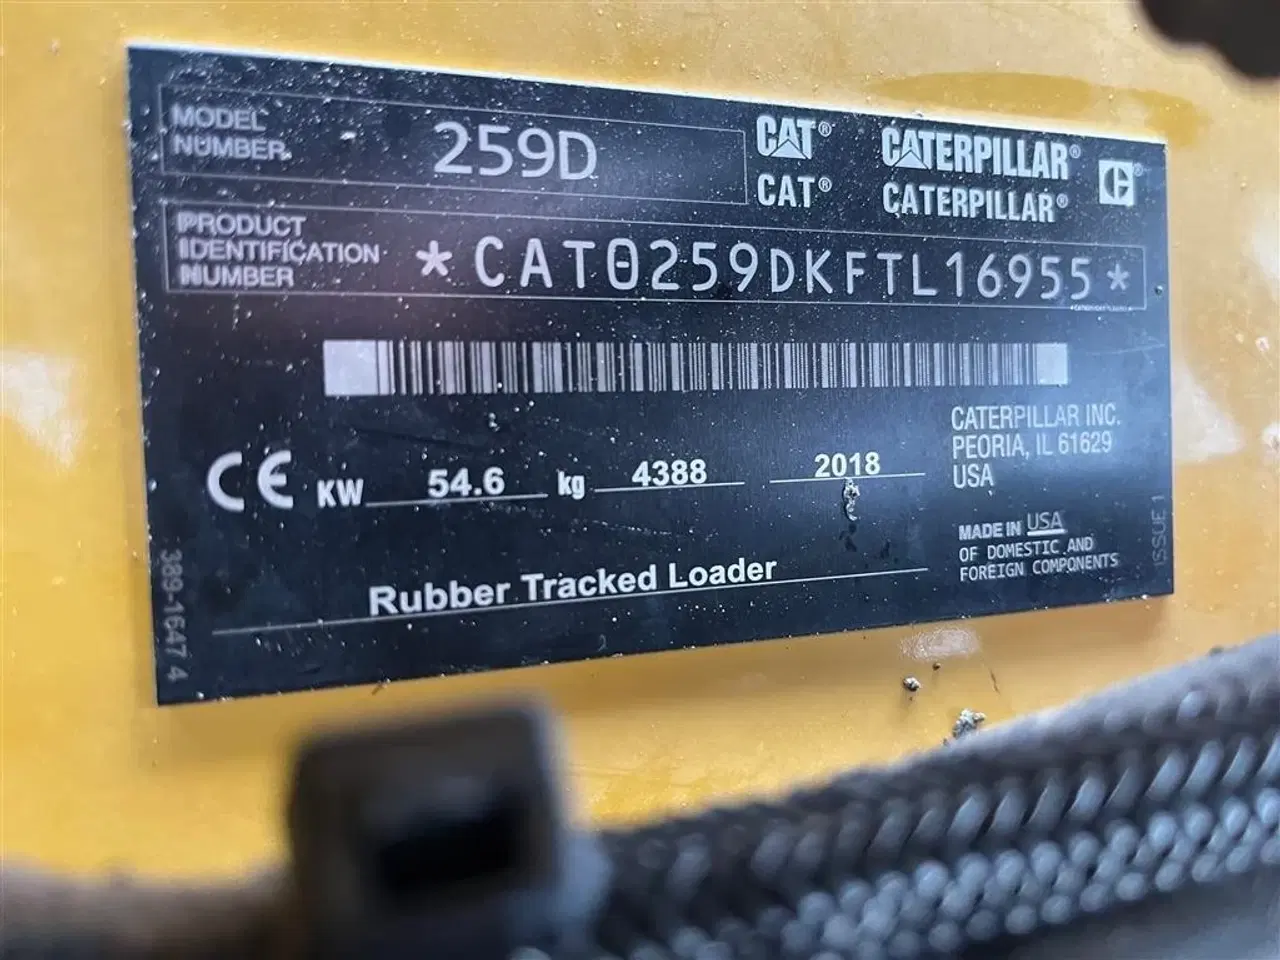 MODEL
NUMBER
259D
CAT® CATERPILLAR®
CAT® CATERPILLAR®
PRODUCT
IDENTIFICATION
NUMBER
*CAT0259DKFTL16955*
CE KW 54.6 kg 4388 2018
CATERPILLAR INC.
PEORIA, IL 61629
USA
MADE IN USA
OF DOMESTIC AND
FOREIGN COMPONENTS
Rubber Tracked Loader
389-1647 4
ISSUE 1